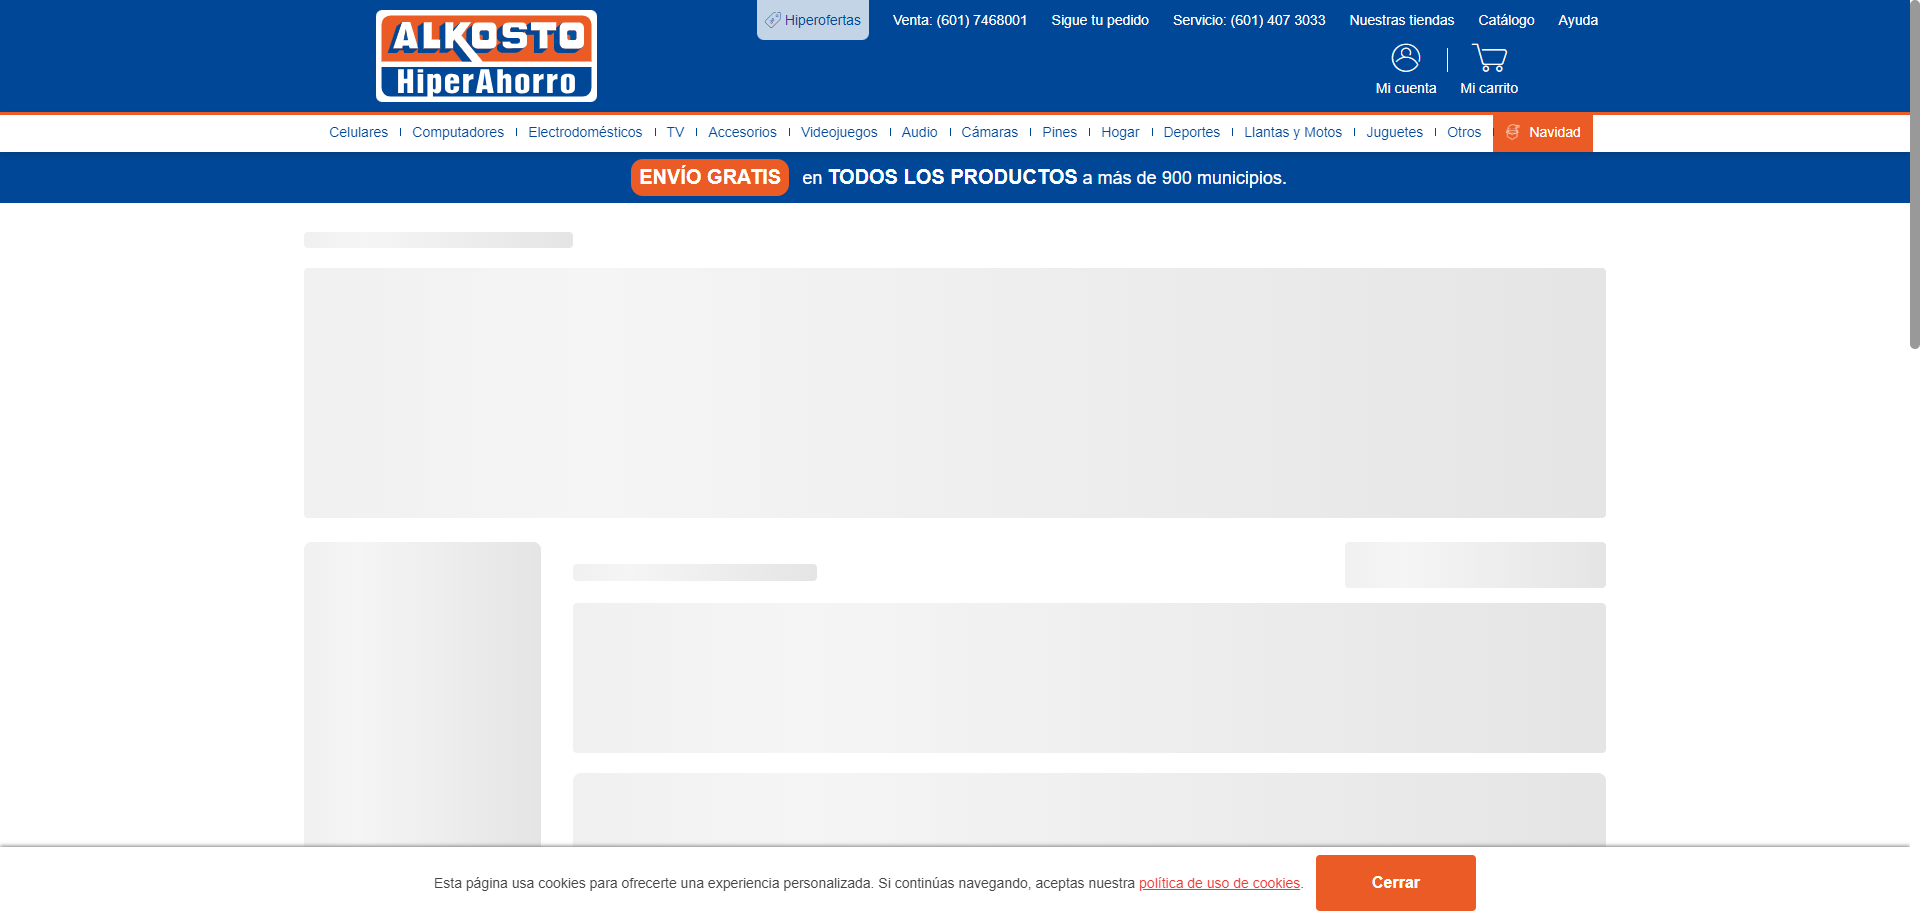 ALKOSTO
HiperAhorro
Hiperofertas
Venta: (601) 7468001
Sigue tu pedido
Servicio: (601) 407 3033
Nuestras tiendas
Catálogo
Ayuda
Mi cuenta
Mi carrito
Celulares
Computadores
Electrodomésticos
TV
Accesorios
Videojuegos
Audio
Cámaras
Pines
Hogar
Deportes
Llantas y Motos
Juguetes
Otros
Navidad
ENVÍO GRATIS en TODOS LOS PRODUCTOS a más de 900 municipios.
Esta página usa cookies para ofrecerte una experiencia personalizada. Si continúas navegando, aceptas nuestra política de uso de cookies.
Cerrar